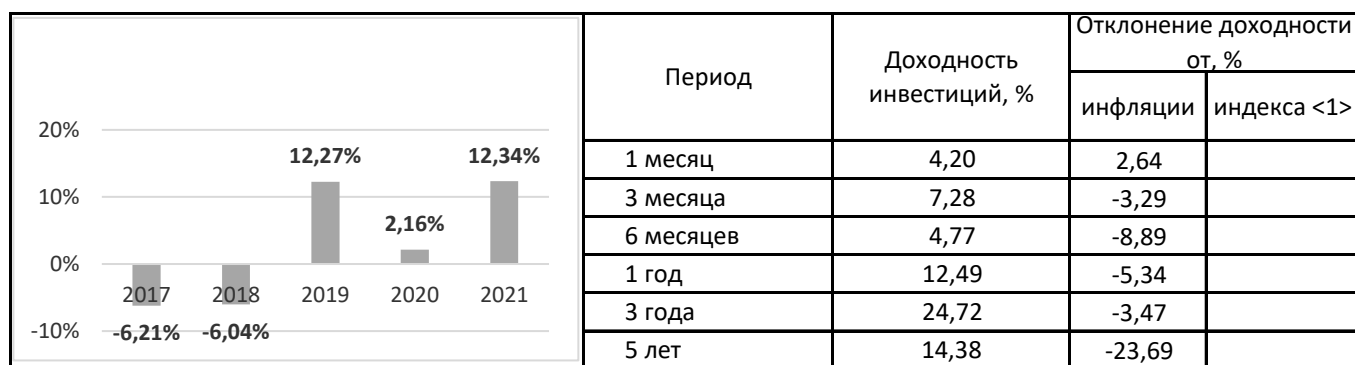 20%
10%
0%
-10%
12,27%
12,34%
2,16%
2017 2018 2019 2020 2021
-6,21% -6,04%
Период
Доходность
инвестиций, %
Отклонение доходности
от, %
инфляции индекса <1>
1 месяц 4,20 2,64
3 месяца 7,28 -3,29
6 месяцев 4,77 -8,89
1 год 12,49 -5,34
3 года 24,72 -3,47
5 лет 14,38 -23,69